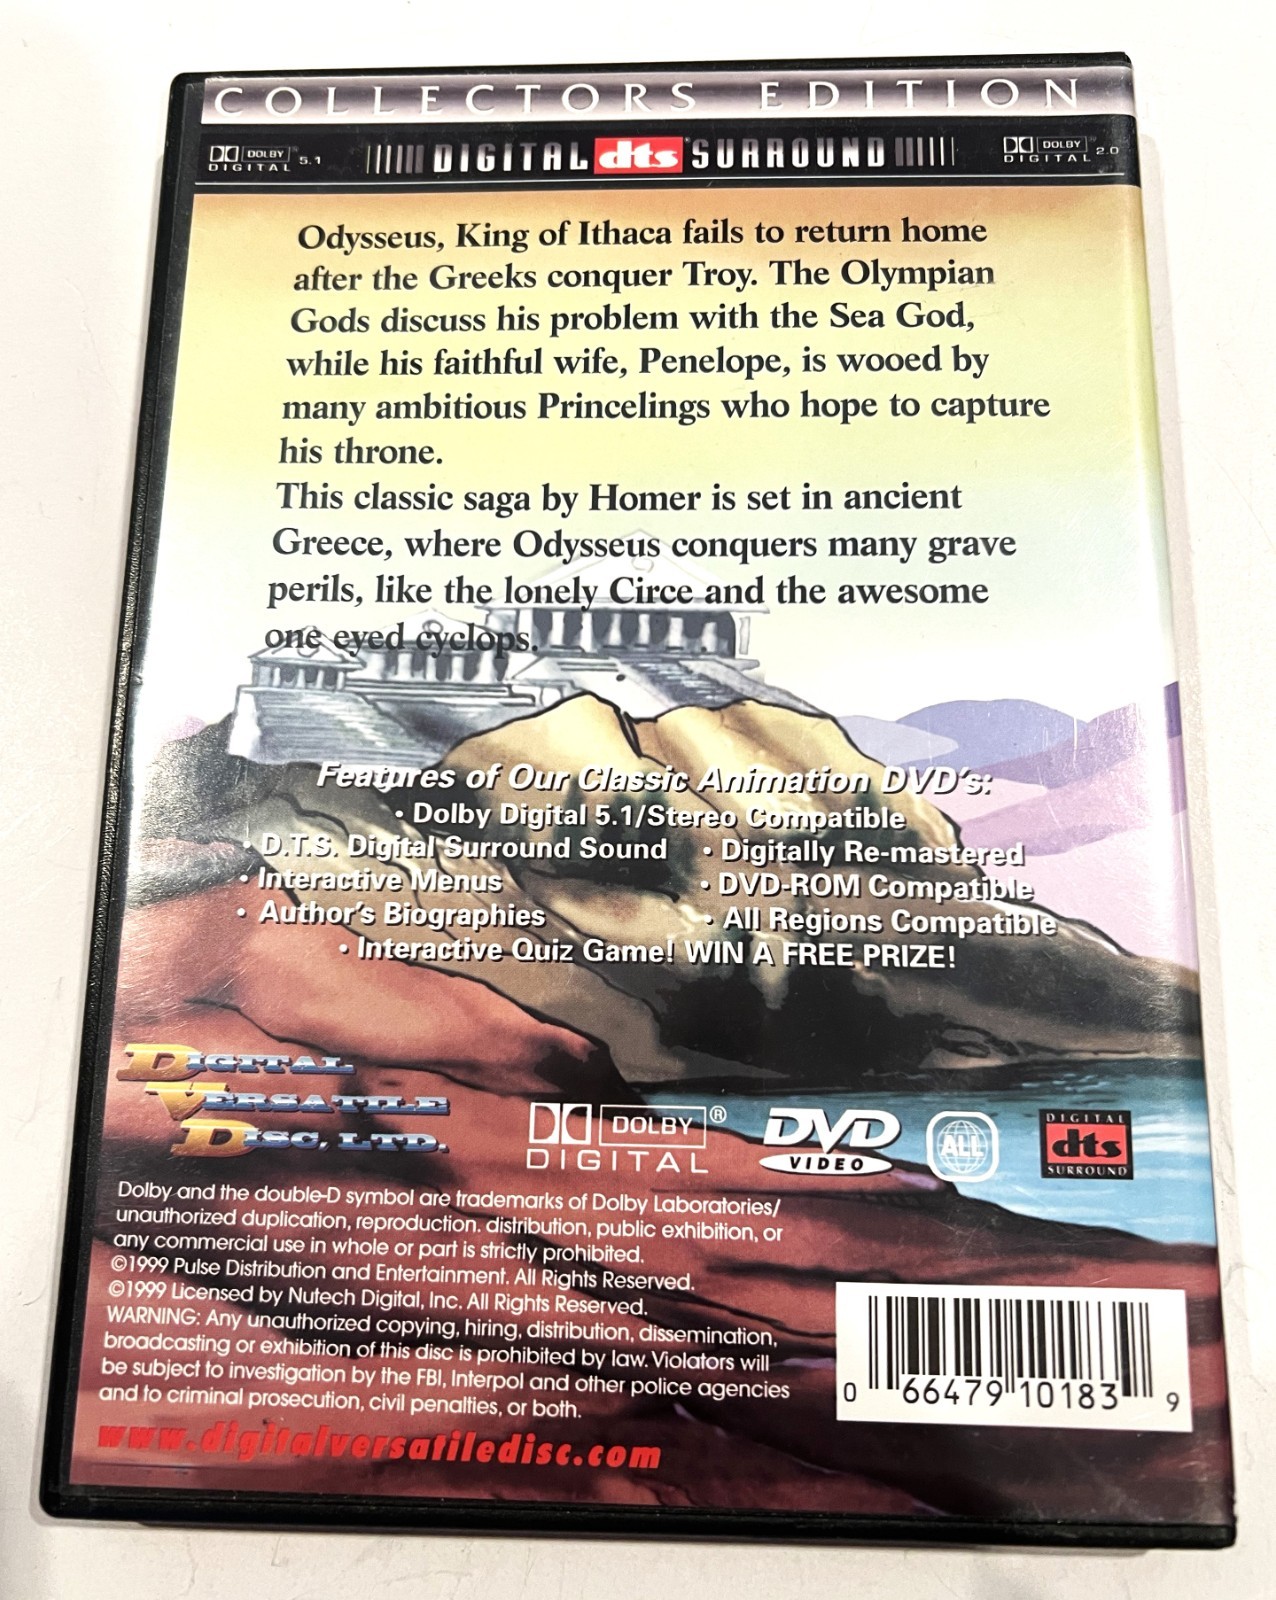 COLLECTORS EDITION
DOLBY DIGITAL 5.1 DIGITAL dts SURROUND DOLBY DIGITAL 2.0
Odysseus, King of Ithaca fails to return home
after the Greeks conquer Troy. The Olympian
Gods discuss his problem with the Sea God,
while his faithful wife, Penelope, is wooed by
many ambitious Princelings who hope to capture
his throne.
This classic saga by Homer is set in ancient
Greece, where Odysseus conquers many grave
perils, like the lonely Circe and the awesome
one eyed cyclops.
Features of Our Classic Animation DVD's:
• Dolby Digital 5.1/Stereo Compatible
• D.T.S. Digital Surround Sound • Digitally Re-mastered
• Interactive Menus • DVD-ROM Compatible
• Author's Biographies • All Regions Compatible
• Interactive Quiz Game! WIN A FREE PRIZE!
DIGITAL
VERSATILE
DISC, LTD.
DOLBY®
DIGITAL
DVD
VIDEO
ALL
DIGITAL
dts
SURROUND
Dolby and the double-D symbol are trademarks of Dolby Laboratories/
unauthorized duplication, reproduction. distribution, public exhibition, or
any commercial use in whole or part is strictly prohibited.
©1999 Pulse Distribution and Entertainment. All Rights Reserved.
©1999 Licensed by Nutech Digital, Inc. All Rights Reserved.
WARNING: Any unauthorized copying, hiring, distribution, dissemination,
broadcasting or exhibition of this disc is prohibited by law. Violators will
be subject to investigation by the FBI, Interpol and other police agencies
and to criminal prosecution, civil penalties, or both.
www.digitalversatiledisc.com
0 66479 10183 9